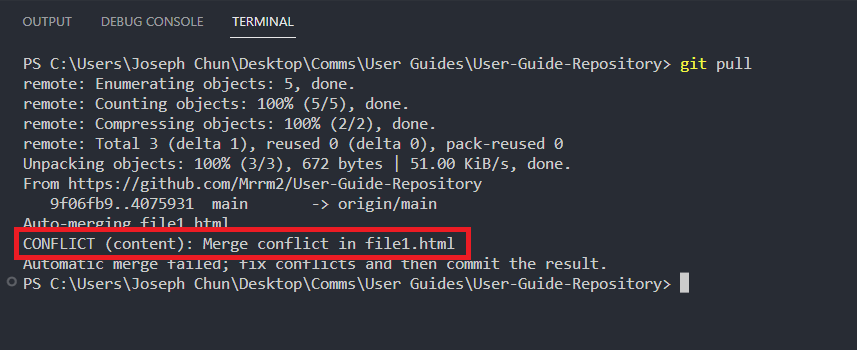 OUTPUT DEBUG CONSOLE TERMINAL
PS C:\Users\Joseph Chun\Desktop\Comms\User Guides\User-Guide-Repository> git pull
remote: Enumerating objects: 5, done.
remote: Counting objects: 100% (5/5), done.
remote: Compressing objects: 100% (2/2), done.
remote: Total 3 (delta 1), reused 0 (delta 0), pack-reused 0
Unpacking objects: 100% (3/3), 672 bytes | 51.00 KiB/s, done.
From https://github.com/Mrrm2/User-Guide-Repository
   9f06fb9..4075931  main       -> origin/main
Auto-merging file1.html
CONFLICT (content): Merge conflict in file1.html
Automatic merge failed; fix conflicts and then commit the result.
PS C:\Users\Joseph Chun\Desktop\Comms\User Guides\User-Guide-Repository>